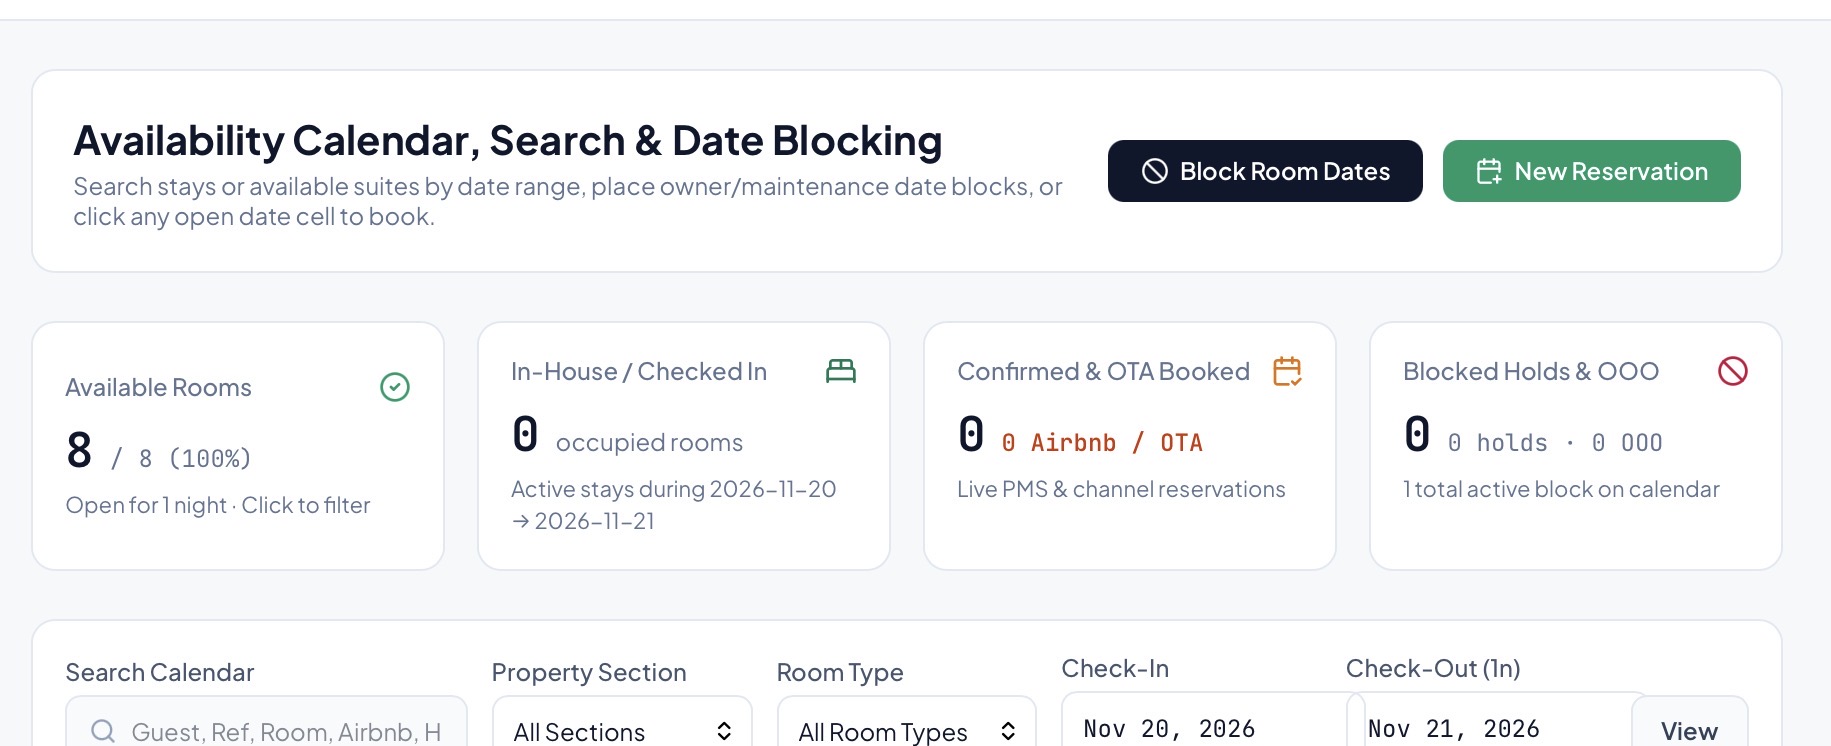 Availability Calendar, Search & Date Blocking
Search stays or available suites by date range, place owner/maintenance date blocks, or
click any open date cell to book.
Block Room Dates
New Reservation
Available Rooms
8 / 8 (100%)
Open for 1 night · Click to filter
In-House / Checked In
0 occupied rooms
Active stays during 2026-11-20
→ 2026-11-21
Confirmed & OTA Booked
0 0 Airbnb / OTA
Live PMS & channel reservations
Blocked Holds & OOO
0 0 holds · 0 OOO
1 total active block on calendar
Search Calendar
Guest, Ref, Room, Airbnb, H
Property Section
All Sections
Room Type
All Room Types
Check-In
Nov 20, 2026
Check-Out (1n)
Nov 21, 2026
View